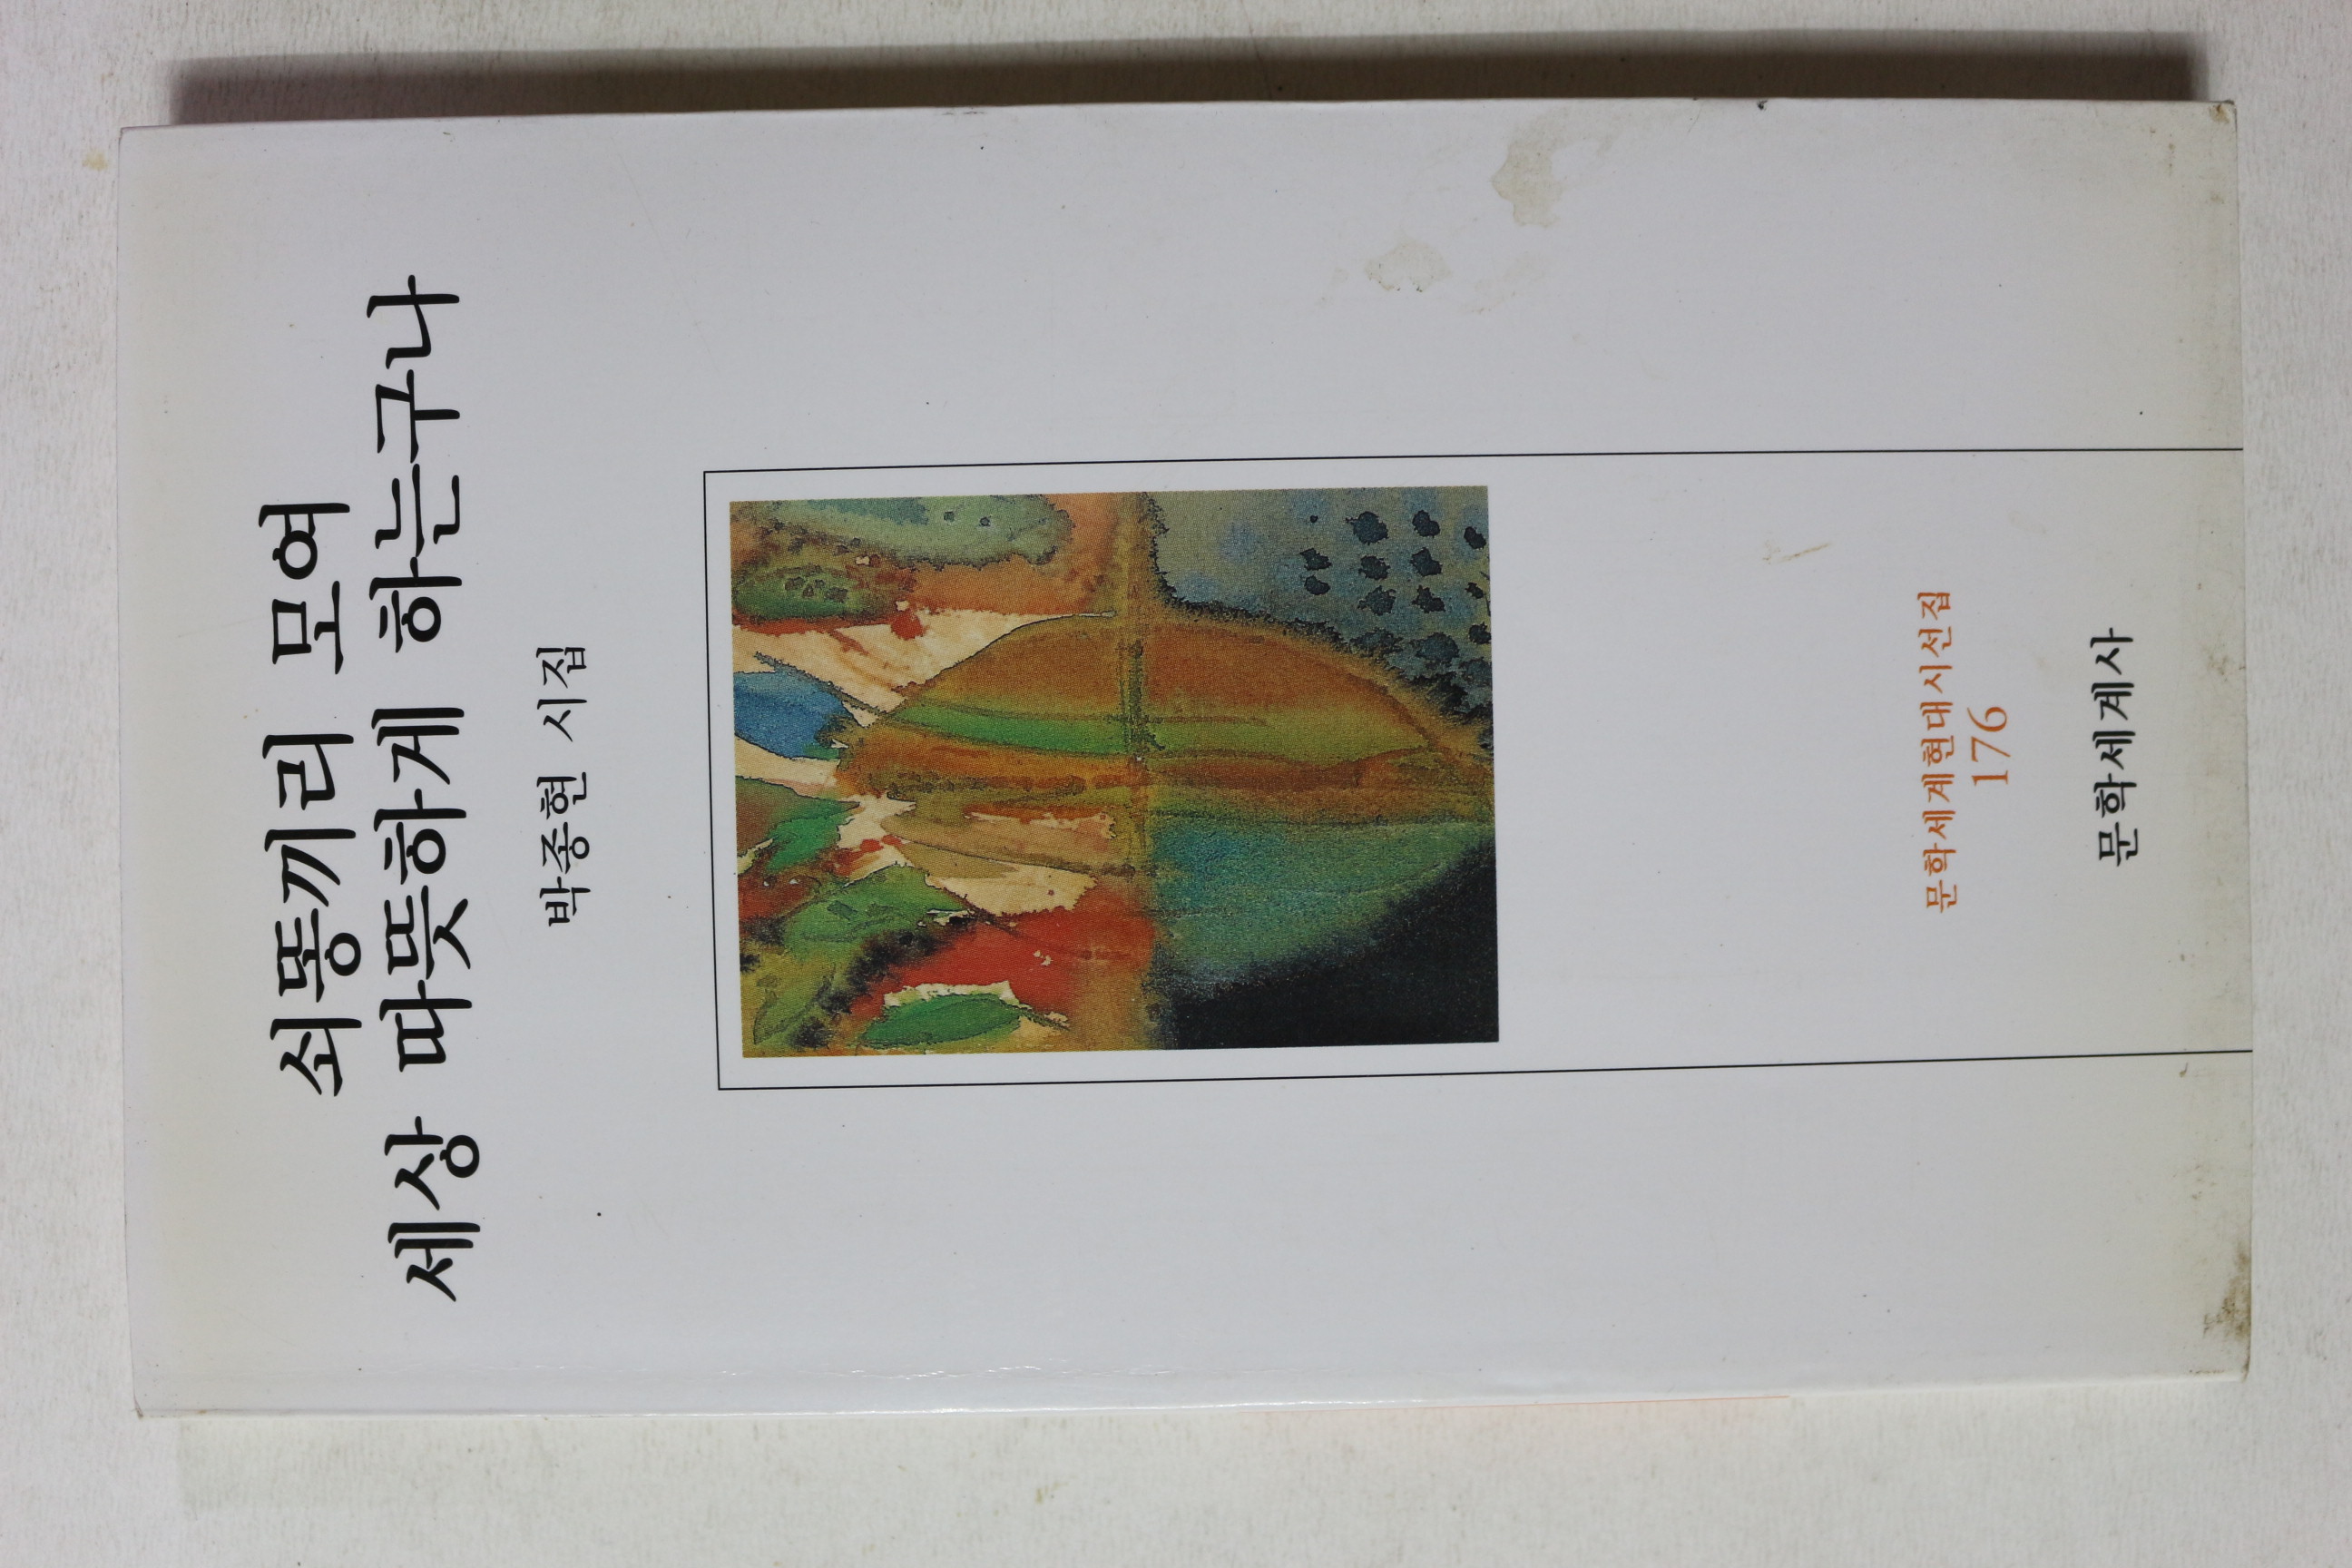 쇠똥끼리 모여
세상 따뜻하게 하는구나
박종현 시집
문학세계현대시선집
176
문학세계사